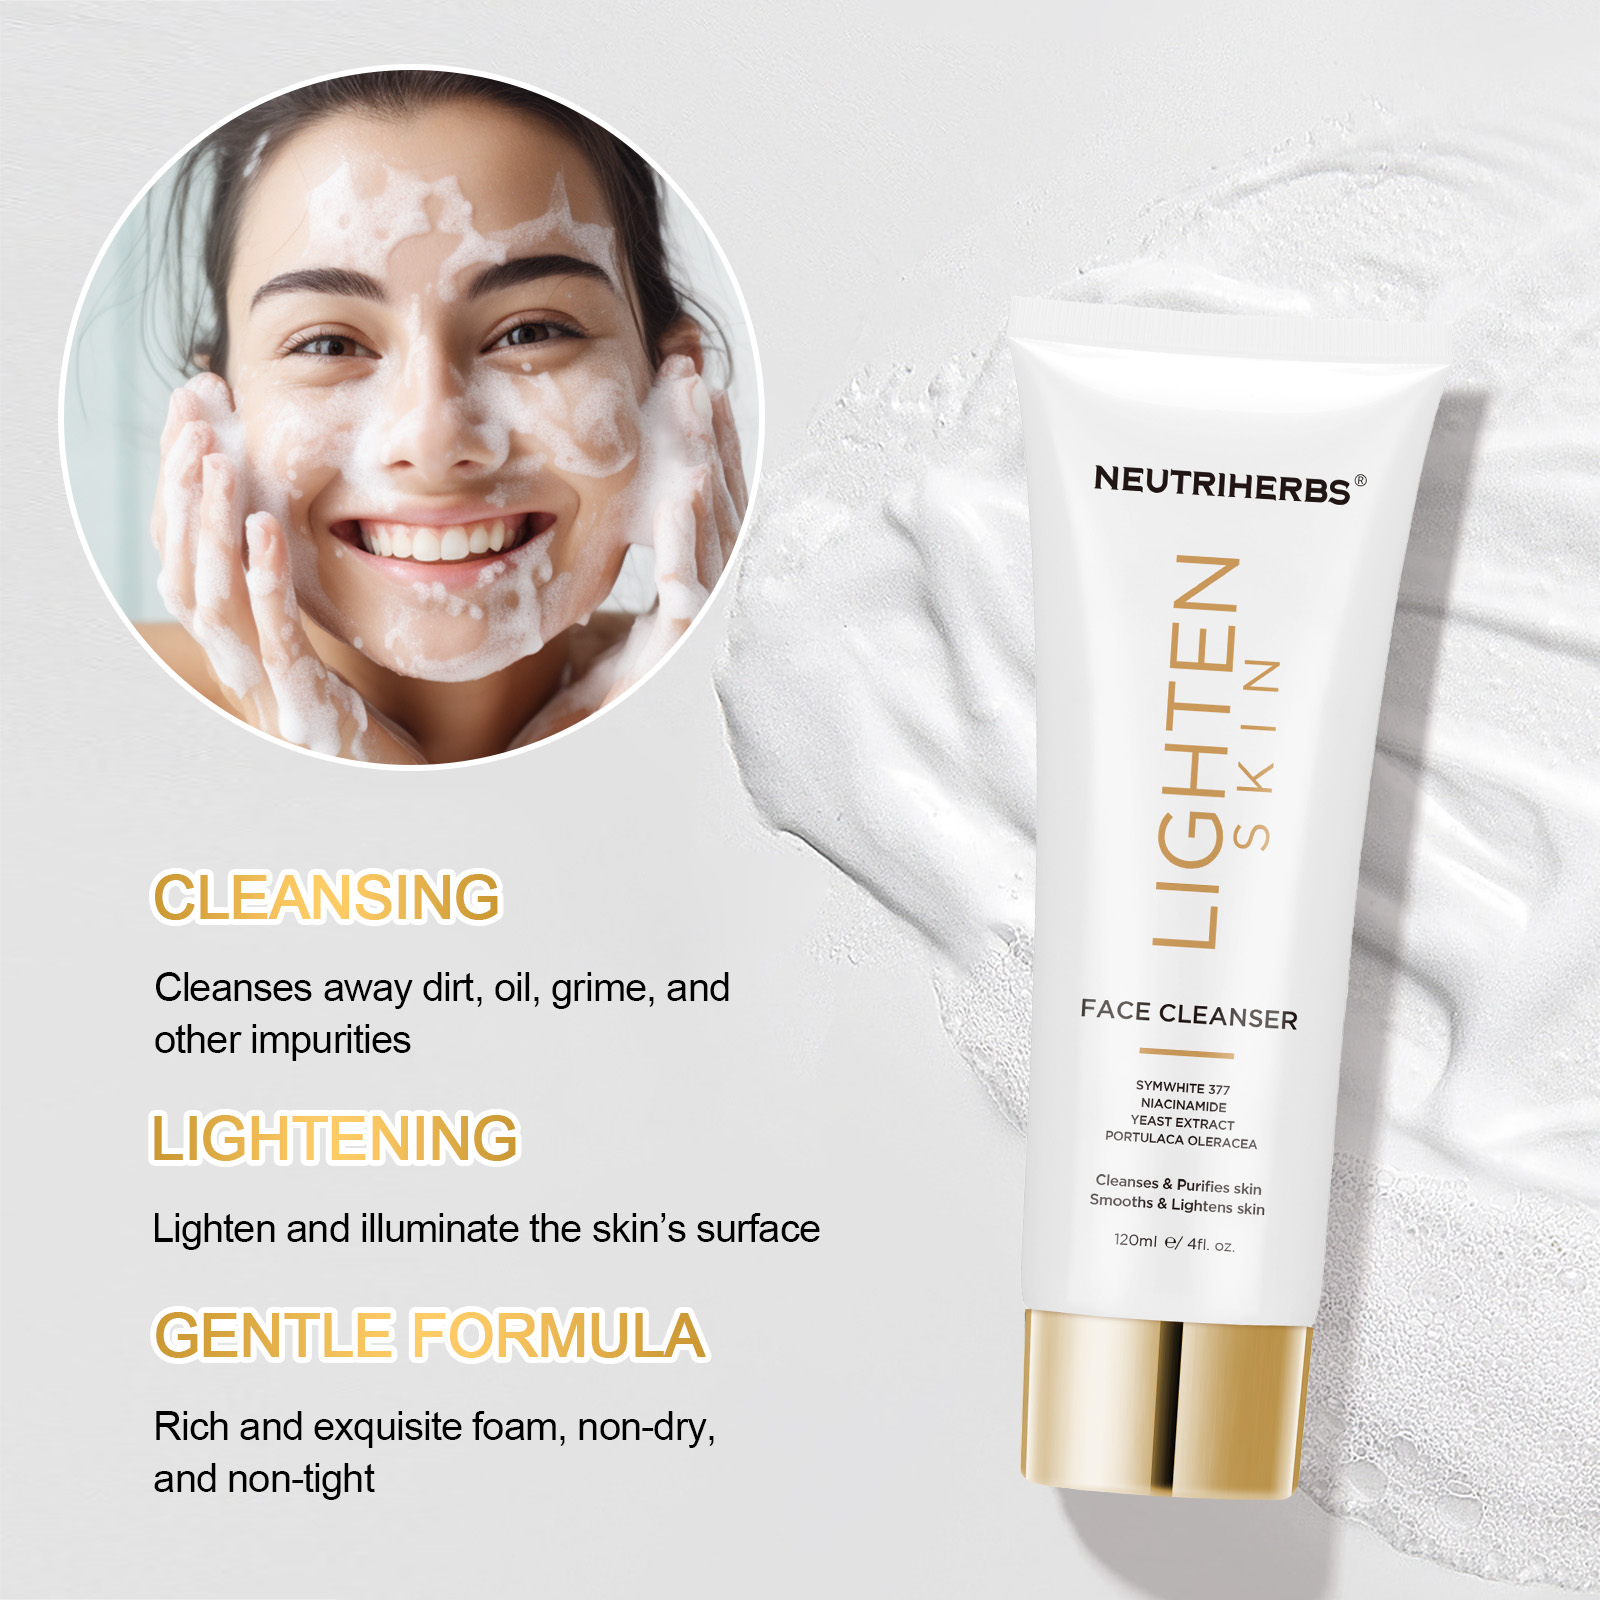 CLEANSING
Cleanses away dirt, oil, grime, and
other impurities
LIGHTENING
Lighten and illuminate the skin’s surface
GENTLE FORMULA
Rich and exquisite foam, non-dry,
and non-tight
NEUTRIHERBS®
LIGHTEN
SKIN
FACE CLEANSER
SYMWHITE 377
NIACINAMIDE
YEAST EXTRACT
PORTULACA OLERACEA
Cleanses & Purifies skin
Smooths & Lightens skin
120ml ℮/ 4fl. oz.